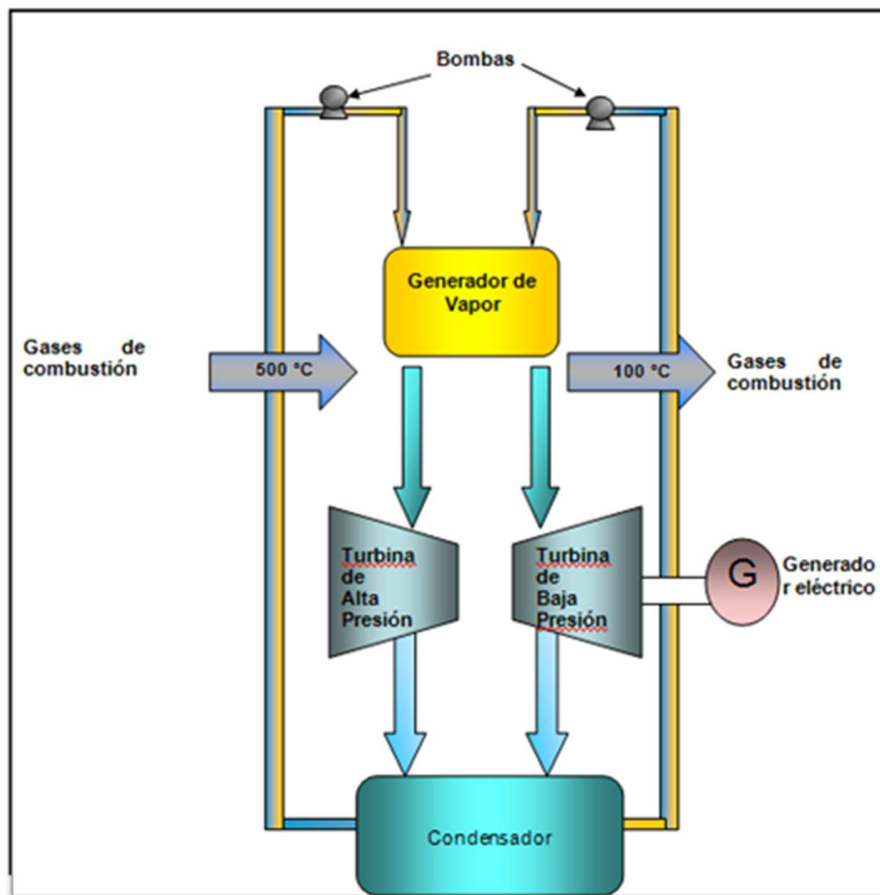 Bombas
Generador de
Vapor
Gases de
combustión
500 °C
100 °C
Gases de
combustión
Turbina
de
Alta
Presión
Turbina
de
Baja
Presión
G
Generado
r eléctrico
Condensador